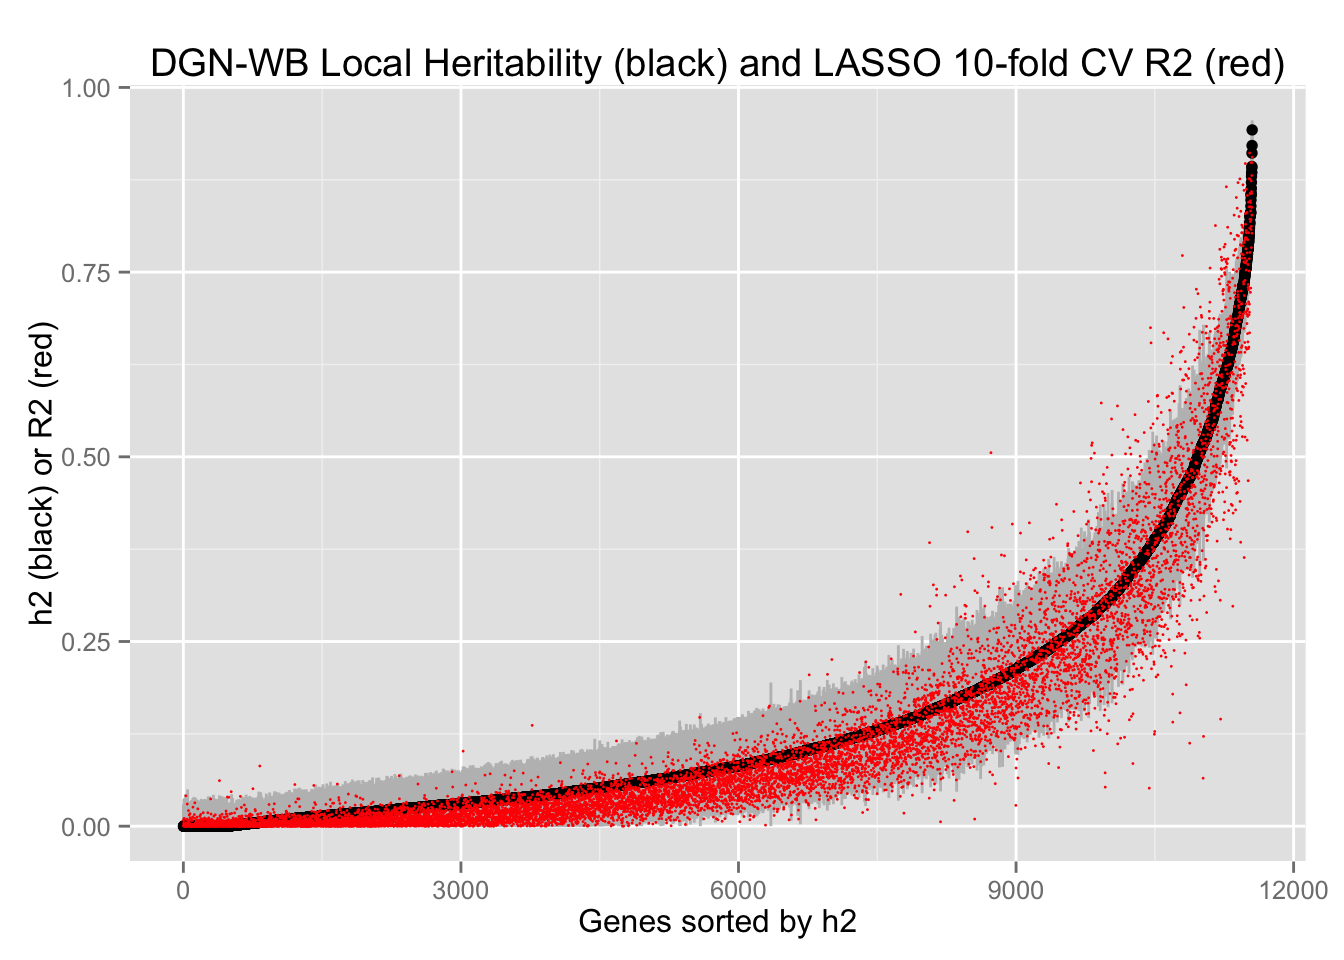 DGN-WB Local Heritability (black) and LASSO 10-fold CV R2 (red)
1.00
0.75
0.50
0.25
0.00
h2 (black) or R2 (red)
0 3000 6000 9000 12000
Genes sorted by h2